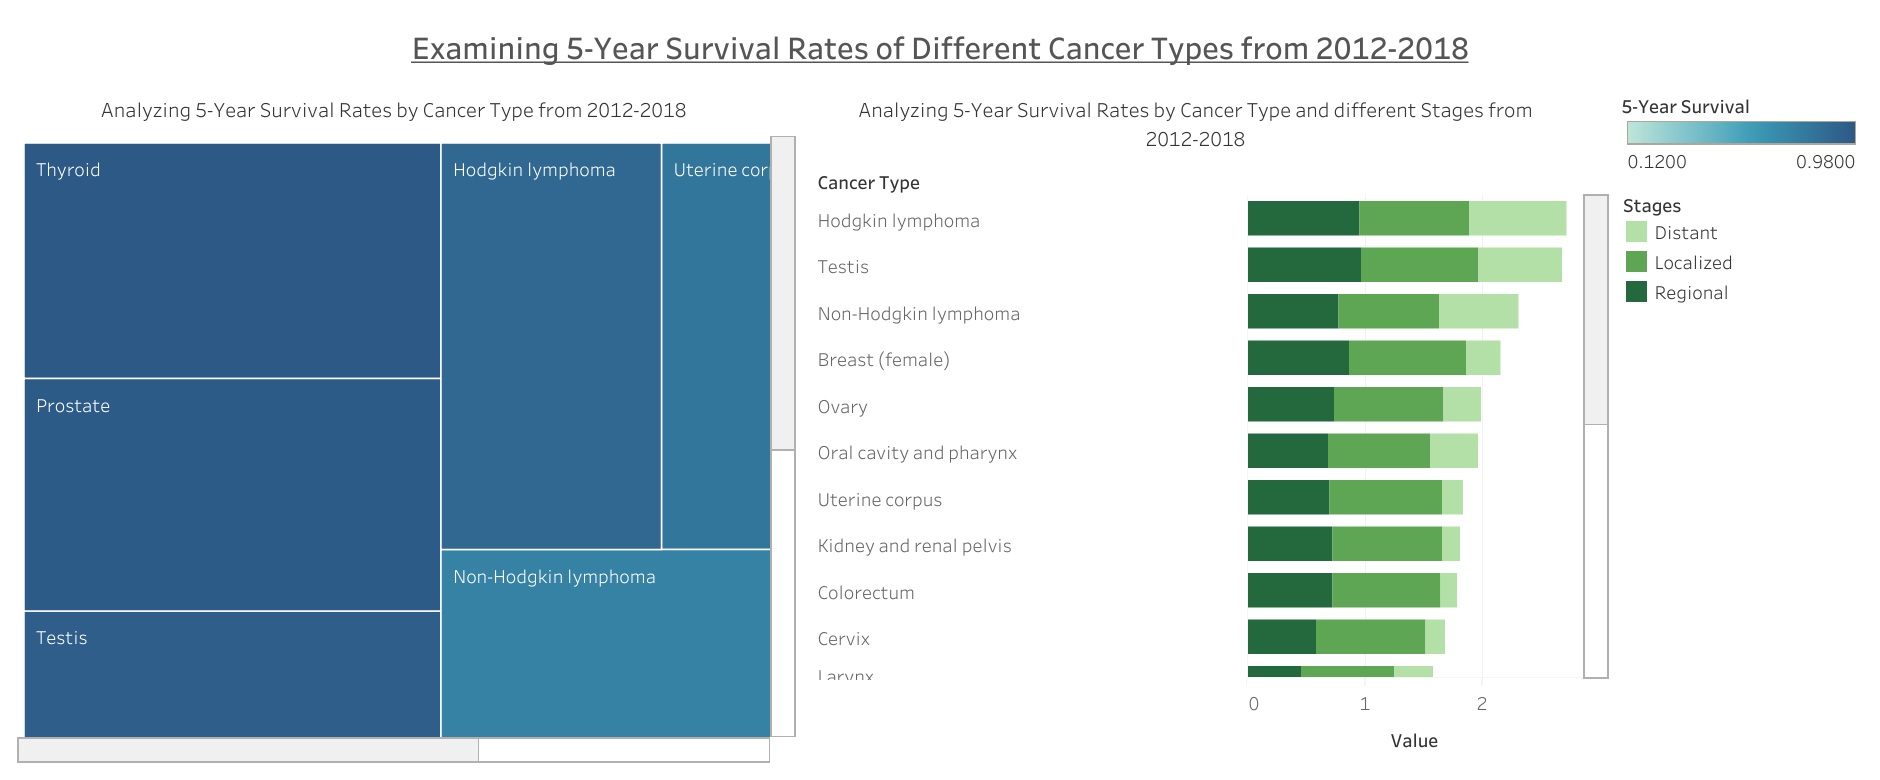 Examining 5-Year Survival Rates of Different Cancer Types from 2012-2018
Analyzing 5-Year Survival Rates by Cancer Type from 2012-2018
Thyroid
Hodgkin lymphoma
Uterine cor
Prostate
Non-Hodgkin lymphoma
Testis
Analyzing 5-Year Survival Rates by Cancer Type and different Stages from
2012-2018
Cancer Type
Hodgkin lymphoma
Testis
Non-Hodgkin lymphoma
Breast (female)
Ovary
Oral cavity and pharynx
Uterine corpus
Kidney and renal pelvis
Colorectum
Cervix
Larynx
0 1 2
Value
5-Year Survival
0.1200 0.9800
Stages
Distant
Localized
Regional